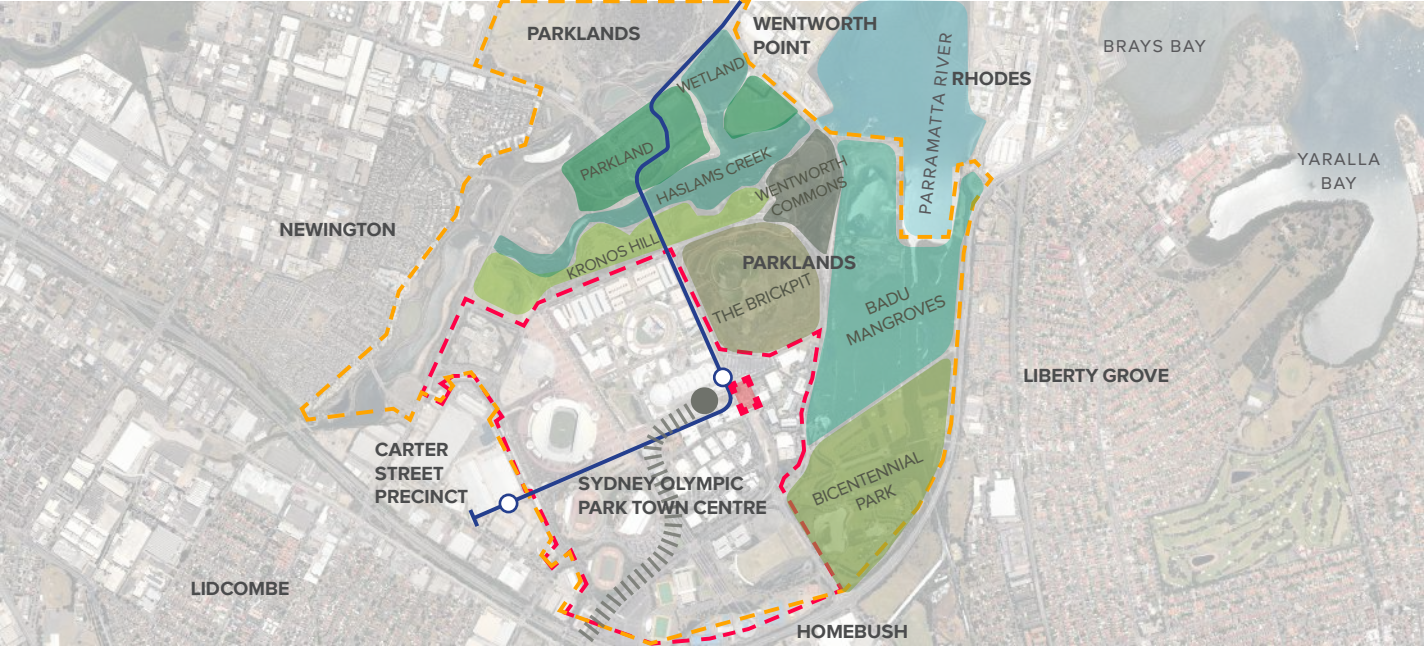 PARKLANDS
WENTWORTH
POINT
BRAYS BAY
RHODES
PARRAMATTA RIVER
WETLAND
PARKLAND
HASLAMS CREEK
WENTWORTH
COMMONS
YARALLA
BAY
NEWINGTON
KRONOS HILL
PARKLANDS
THE BRICKPIT
BADU
MANGROVES
LIBERTY GROVE
CARTER
STREET
PRECINCT
SYDNEY OLYMPIC
PARK TOWN CENTRE
BICENTENNIAL
PARK
LIDCOMBE
HOMEBUSH